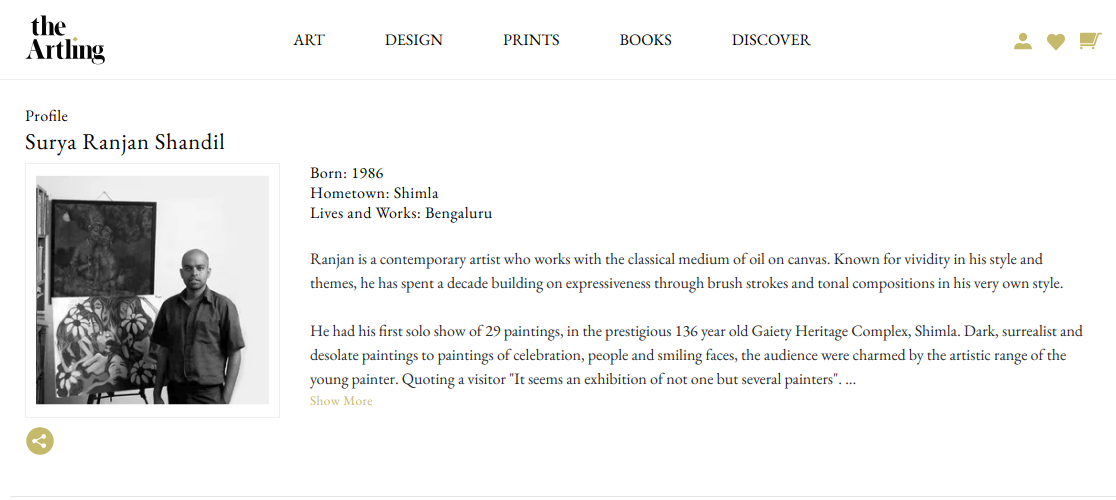 the
Artling
ART DESIGN PRINTS BOOKS DISCOVER
Profile
Surya Ranjan Shandil
Born: 1986
Hometown: Shimla
Lives and Works: Bengaluru
Ranjan is a contemporary artist who works with the classical medium of oil on canvas. Known for vividity in his style and
themes, he has spent a decade building on expressiveness through brush strokes and tonal compositions in his very own style.
He had his first solo show of 29 paintings, in the prestigious 136 year old Gaiety Heritage Complex, Shimla. Dark, surrealist and
desolate paintings to paintings of celebration, people and smiling faces, the audience were charmed by the artistic range of the
young painter. Quoting a visitor "It seems an exhibition of not one but several painters". ...
Show More